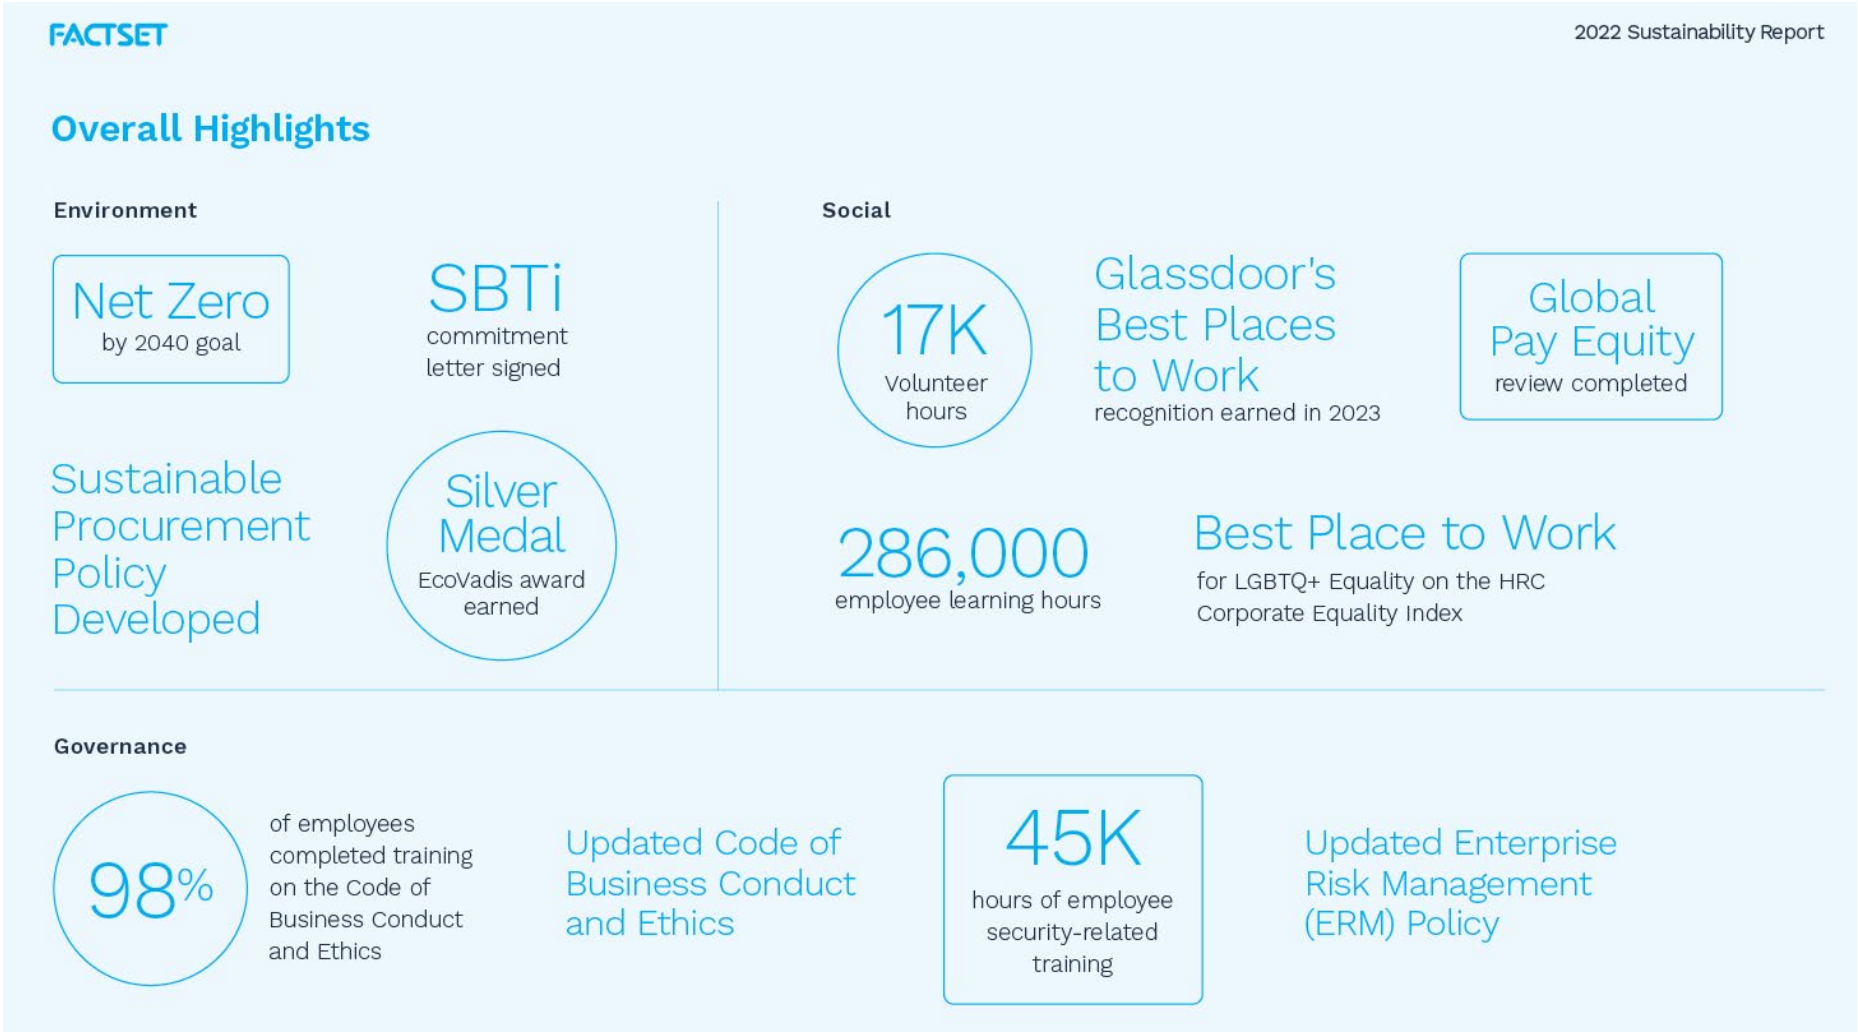 FACTSET
2022 Sustainability Report
Overall Highlights
Environment
Net Zero
by 2040 goal
SBTi
commitment
letter signed
Sustainable
Procurement
Policy
Developed
Silver
Medal
EcoVadis award
earned
Social
17K
Volunteer
hours
Glassdoor's
Best Places
to Work
recognition earned in 2023
Global
Pay Equity
review completed
286,000
employee learning hours
Best Place to Work
for LGBTQ+ Equality on the HRC
Corporate Equality Index
Governance
98%
of employees
completed training
on the Code of
Business Conduct
and Ethics
Updated Code of
Business Conduct
and Ethics
45K
hours of employee
security-related
training
Updated Enterprise
Risk Management
(ERM) Policy